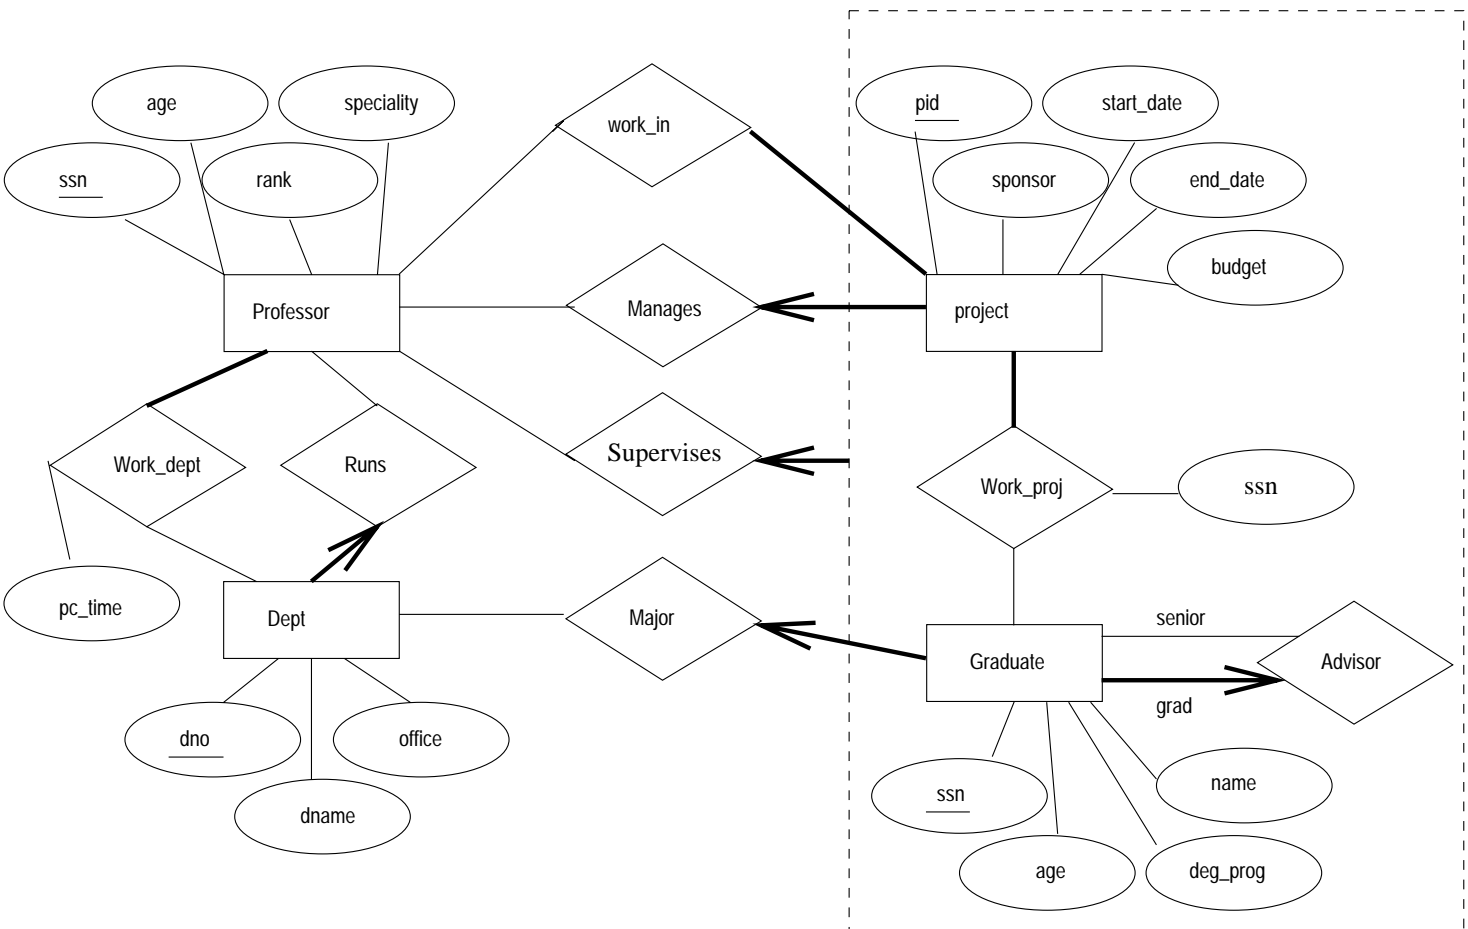 age
speciality
work_in
pid
start_date
ssn
rank
sponsor
end_date
budget
Professor
Manages
project
Work_dept
Runs
Supervises
Work_proj
ssn
pc_time
Dept
Major
senior
Graduate
Advisor
grad
dno
office
dname
ssn
name
age
deg_prog